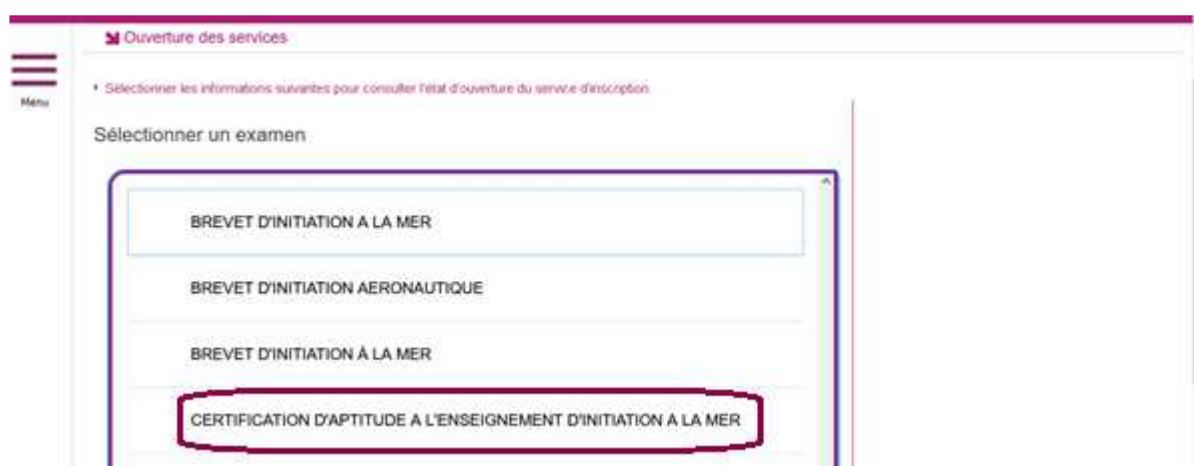 Ouverture des services
Menu
Sélectionner les informations suivantes pour consulter l'état d'ouverture du service d'inscription.
Sélectionner un examen
BREVET D'INITIATION A LA MER
BREVET D'INITIATION AERONAUTIQUE
BREVET D'INITIATION À LA MER
CERTIFICATION D'APTITUDE A L'ENSEIGNEMENT D'INITIATION A LA MER